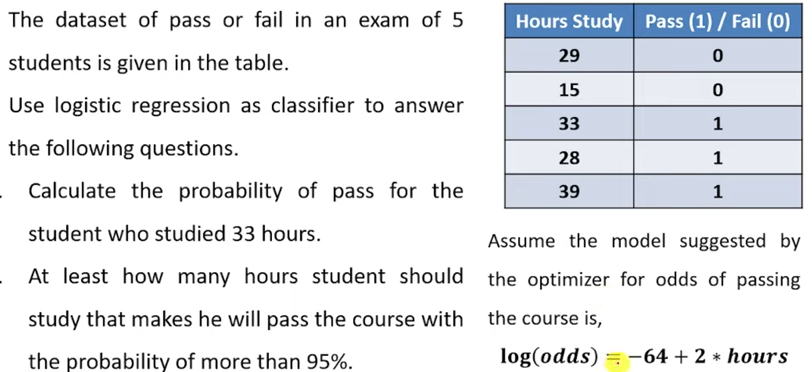 The dataset of pass or fail in an exam of 5
students is given in the table.
Use logistic regression as classifier to answer
the following questions.
Calculate the probability of pass for the
student who studied 33 hours.
At least how many hours student should
study that makes he will pass the course with
the probability of more than 95%.
Hours Study Pass (1) / Fail (0)
29 0
15 0
33 1
28 1
39 1
Assume the model suggested by
the optimizer for odds of passing
the course is,
log(odds) = −64 + 2 ∗ hours